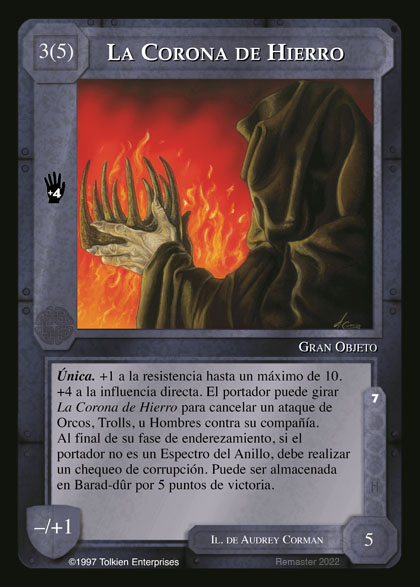 3(5)
La Corona de Hierro
+4
Gran Objeto
Única. +1 a la resistencia hasta un máximo de 10.
+4 a la influencia directa. El portador puede girar
La Corona de Hierro para cancelar un ataque de
Orcos, Trolls, u Hombres contra su compañía.
Al final de su fase de enderezamiento, si el
portador no es un Espectro del Anillo, debe realizar
un chequeo de corrupción. Puede ser almacenada
en Barad-dûr por 5 puntos de victoria.
7
H
–/+1
Il. de Audrey Corman
5
©1997 Tolkien Enterprises
Remaster 2022